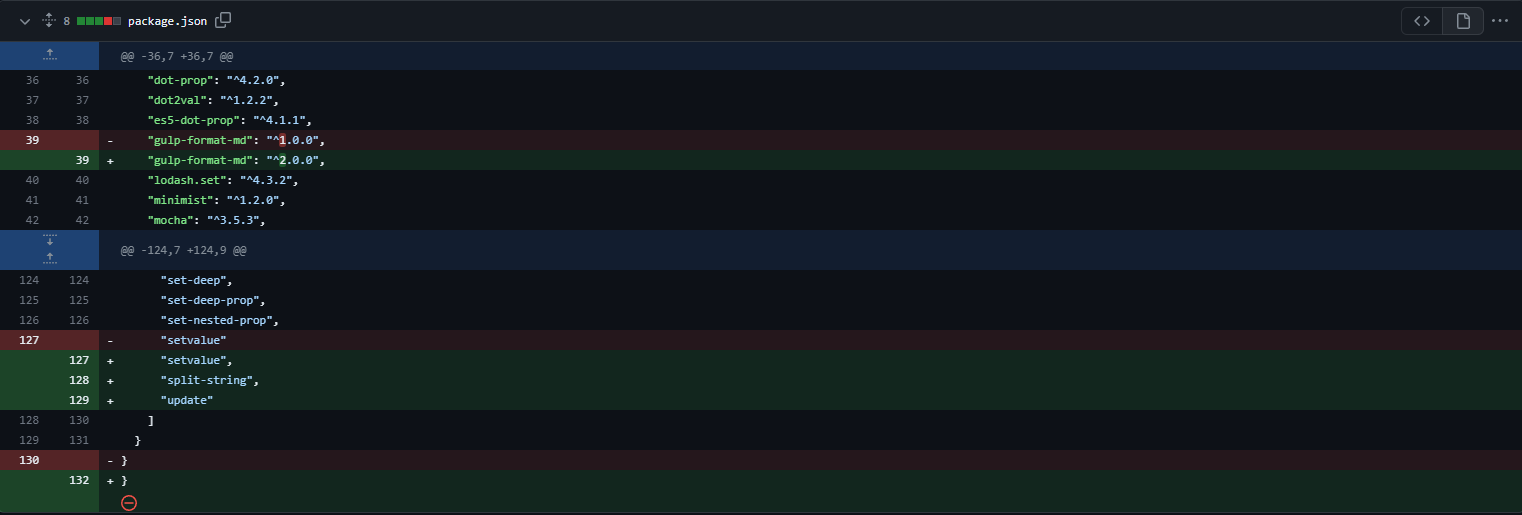 8 package.json
@@ -36,7 +36,7 @@
36 36 "dot-prop": "^4.2.0",
37 37 "dot2val": "^1.2.2",
38 38 "es5-dot-prop": "^4.1.1",
39 - "gulp-format-md": "^1.0.0",
39 + "gulp-format-md": "^2.0.0",
40 40 "lodash.set": "^4.3.2",
41 41 "minimist": "^1.2.0",
42 42 "mocha": "^3.5.3",
@@ -124,7 +124,9 @@
124 124 "set-deep",
125 125 "set-deep-prop",
126 126 "set-nested-prop",
127 - "setvalue"
127 + "setvalue",
128 + "split-string",
129 + "update"
128 130 ]
129 131 }
130 - }
132 + }